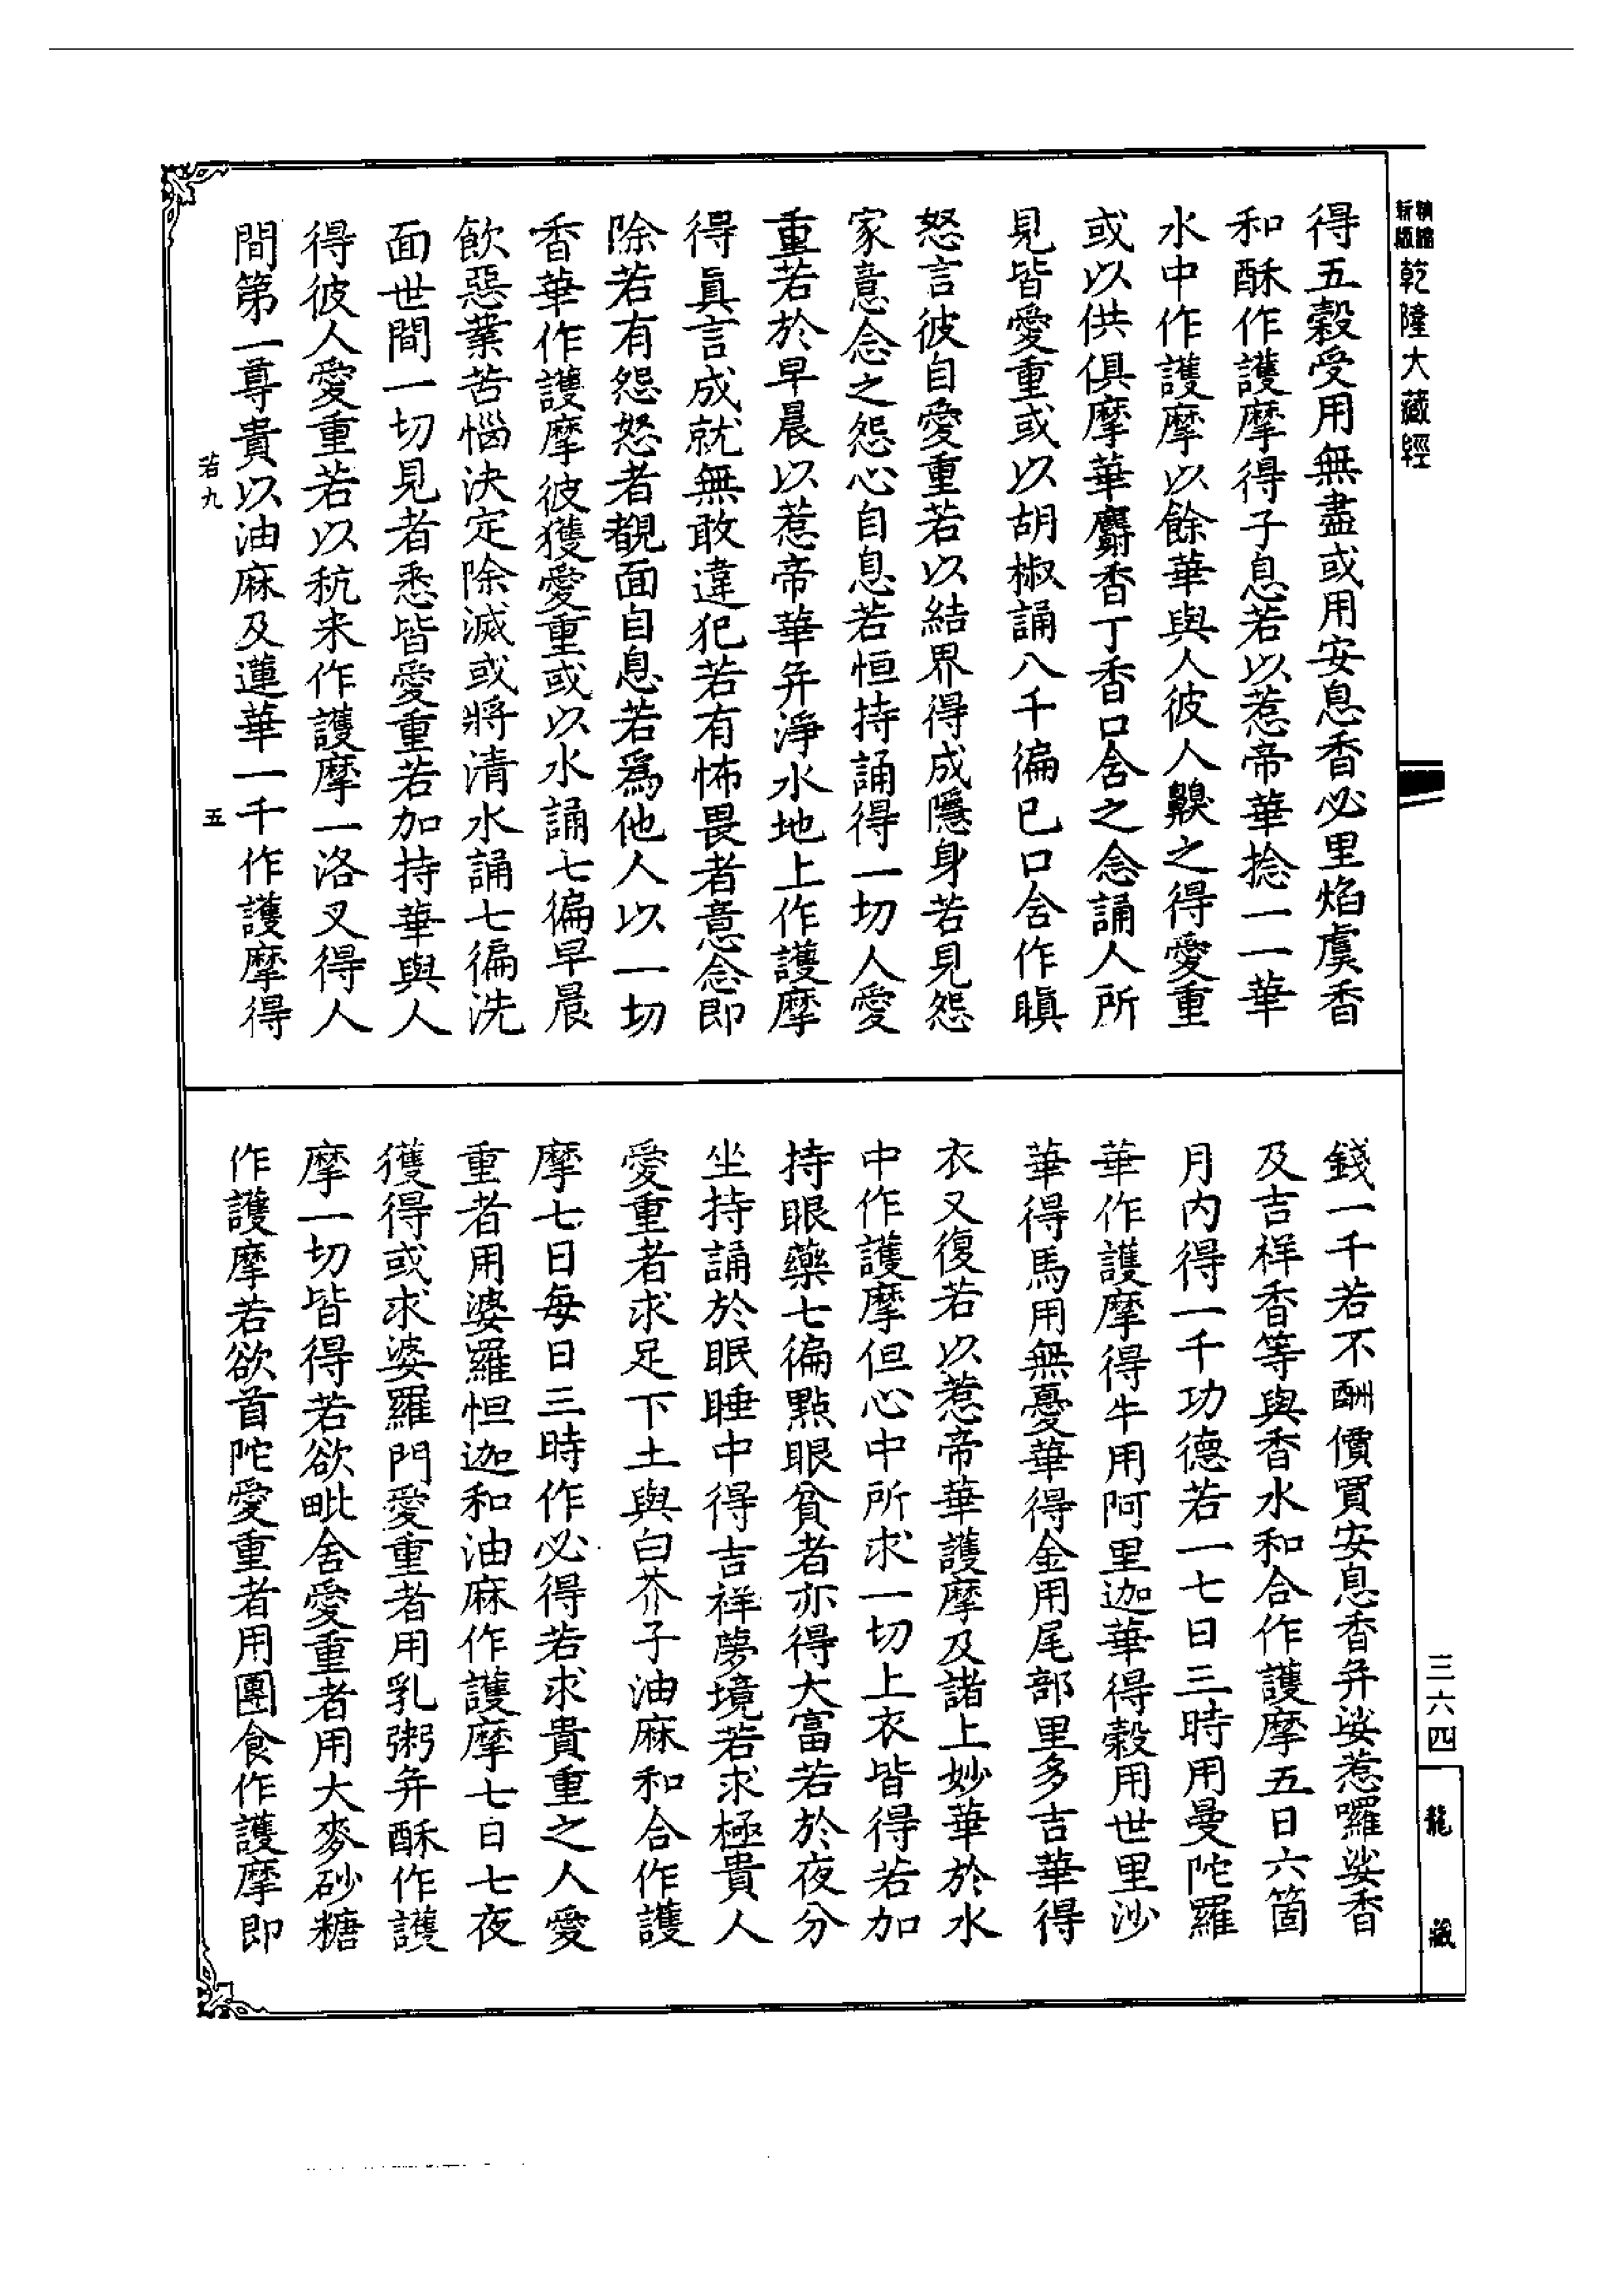 新版精縮乾隆大藏經
得五穀受用無盡或用安息香必里焰虞香
和酥作護摩得子息若以惹帝華捻一一華
水中作護摩以餘華與人彼人齅之得愛重
或以供俱摩華麝香丁香口含之念誦人所
見皆愛重或以胡椒誦八千徧已口含作瞋
怒言彼自愛重若以結界得成隱身若見怨
家意念之怨心自息若恒持誦得一切人愛
重若於早晨以惹帝華并淨水地上作護摩
得眞言成就無敢違犯若有怖畏者意念即
除若有怨怒者覩面自息若爲他人以一切
香華作護摩彼獲愛重或以水誦七徧早晨
飲惡業苦惱決定除滅或將清水誦七徧洗
面世間一切見者悉皆愛重若加持華與人
得彼人愛重若以秔米作護摩一洛叉得人
間第一尊貴以油麻及蓮華一千作護摩得
若九
五
錢一千若不酬價買安息香并娑惹囉娑香
及吉祥香等與香水和合作護摩五日六箇
月內得一千功德若一七日三時用曼陀羅
華作護摩得牛用阿里迦華得穀用世里沙
華得馬用無憂華得金用尾部里多吉華得
衣又復若以惹帝華護摩及諸上妙華於水
中作護摩但心中所求一切上衣皆得若加
持眼藥七徧點眼貧者亦得大富若於夜分
坐持誦於眠睡中得吉祥夢境若求極貴人
愛重者求足下土與白芥子油麻和合作護
摩七日每日三時作必得若求貴重之人愛
重者用婆羅怛迦和油麻作護摩七日七夜
獲得或求婆羅門愛重者用乳粥并酥作護
摩一切皆得若欲毗舍愛重者用大麥砂糖
作護摩若欲首陀愛重者用團食作護摩即
三六四
龍藏